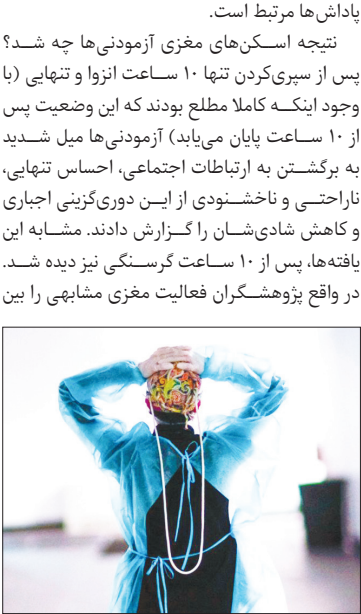 پاداش‌ها مرتبط است.
نتیجه اسکن‌های مغزی آزمودنی‌ها چه شد؟
پس از سپری‌کردن تنها ۱۰ ساعت انزوا و تنهایی (با
وجود اینکه کاملا مطلع بودند که این وضعیت پس
از ۱۰ ساعت پایان می‌یابد) آزمودنی‌ها میل شدید
به برگشتن به ارتباطات اجتماعی، احساس تنهایی،
ناراحتی و ناخشنودی از این دوری‌گزینی اجباری
و کاهش شادی‌شان را گزارش دادند. مشابه این
یافته‌ها، پس از ۱۰ ساعت گرسنگی نیز دیده شد.
در واقع پژوهشگران فعالیت مغزی مشابهی را بین